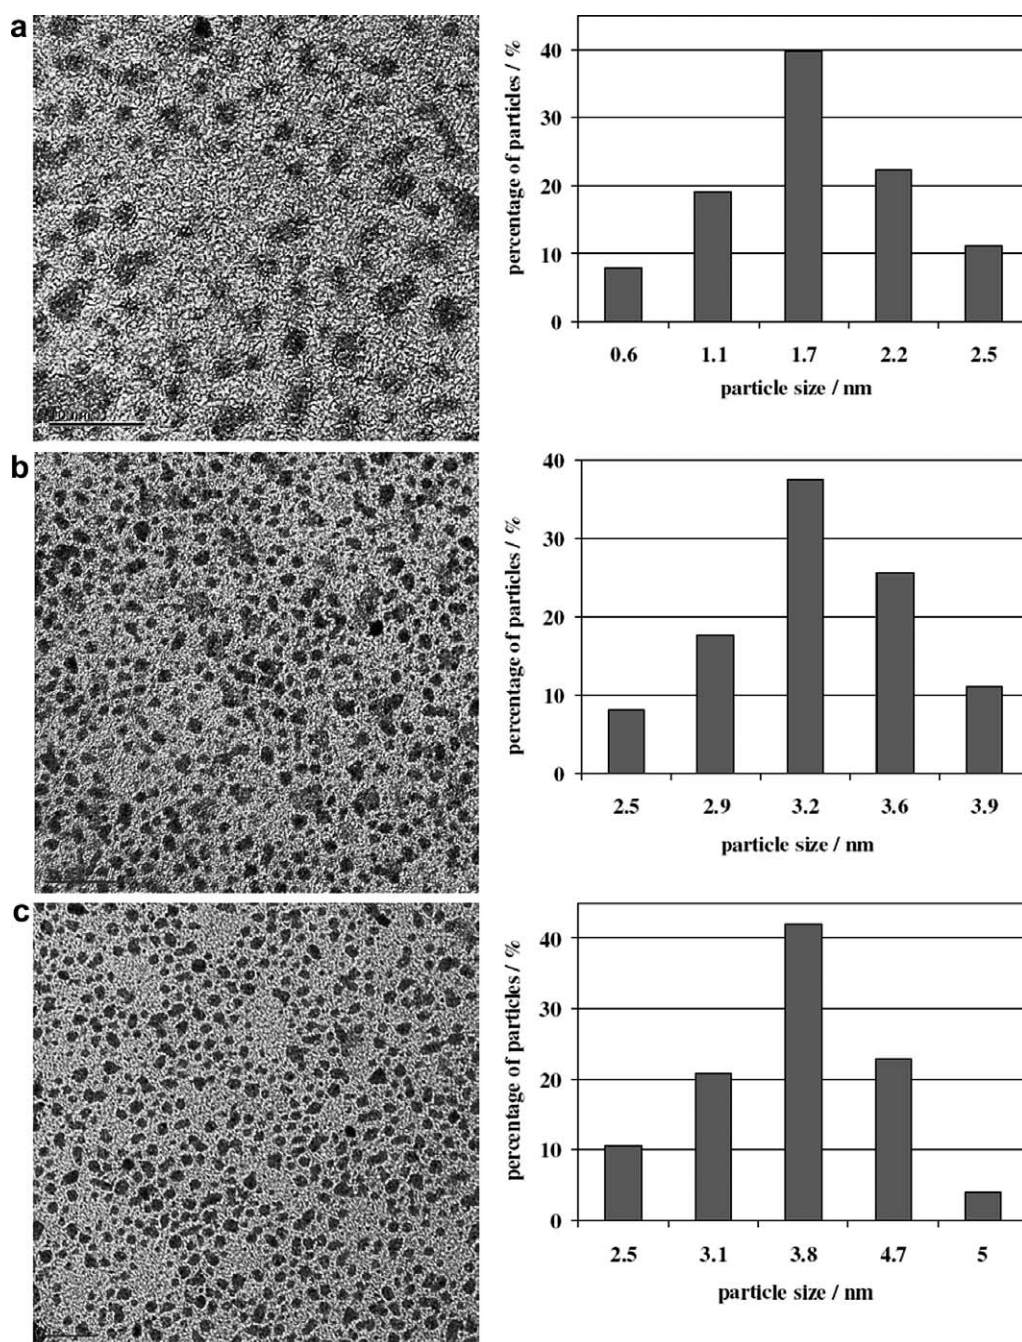 a
percentage of particles / %
40
30
20
10
0
0.6 1.1 1.7 2.2 2.5
particle size / nm
b
percentage of particles / %
40
30
20
10
0
2.5 2.9 3.2 3.6 3.9
particle size / nm
c
percentage of particles / %
40
30
20
10
0
2.5 3.1 3.8 4.7 5
particle size / nm